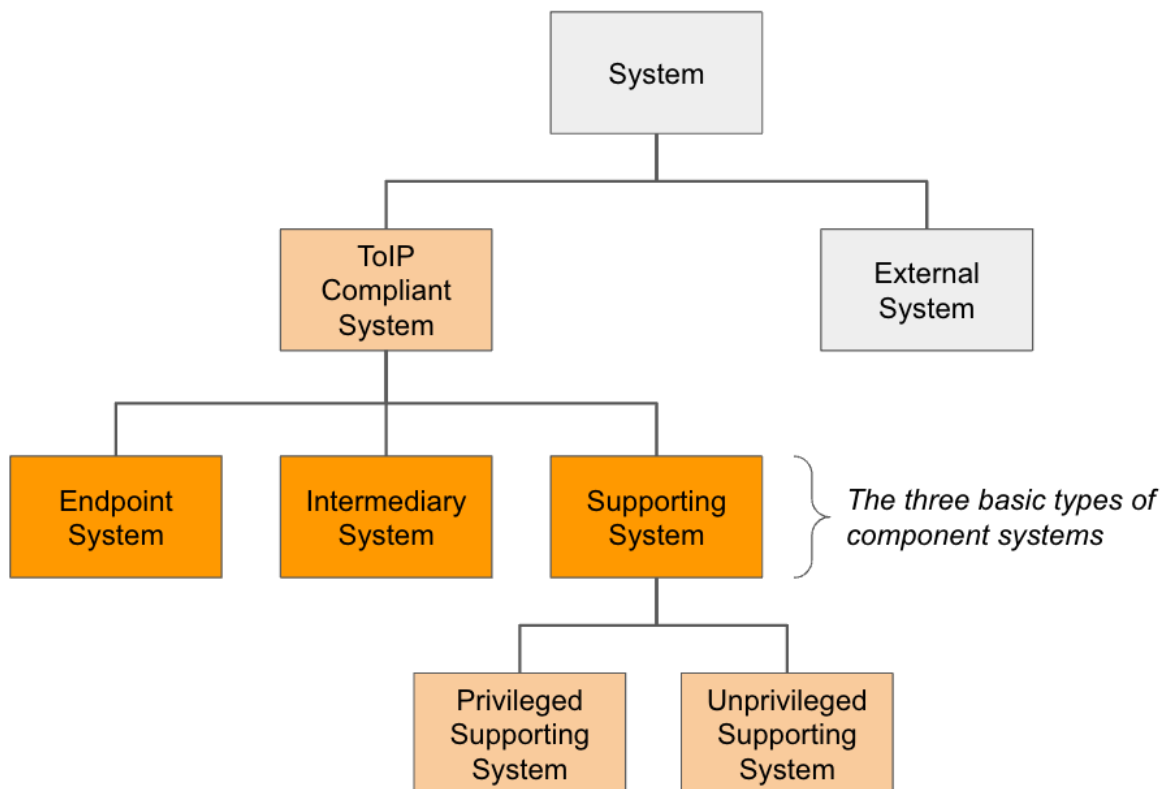 System
ToIP
Compliant
System
External
System
Endpoint
System
Intermediary
System
Supporting
System
The three basic types of
component systems
Privileged
Supporting
System
Unprivileged
Supporting
System